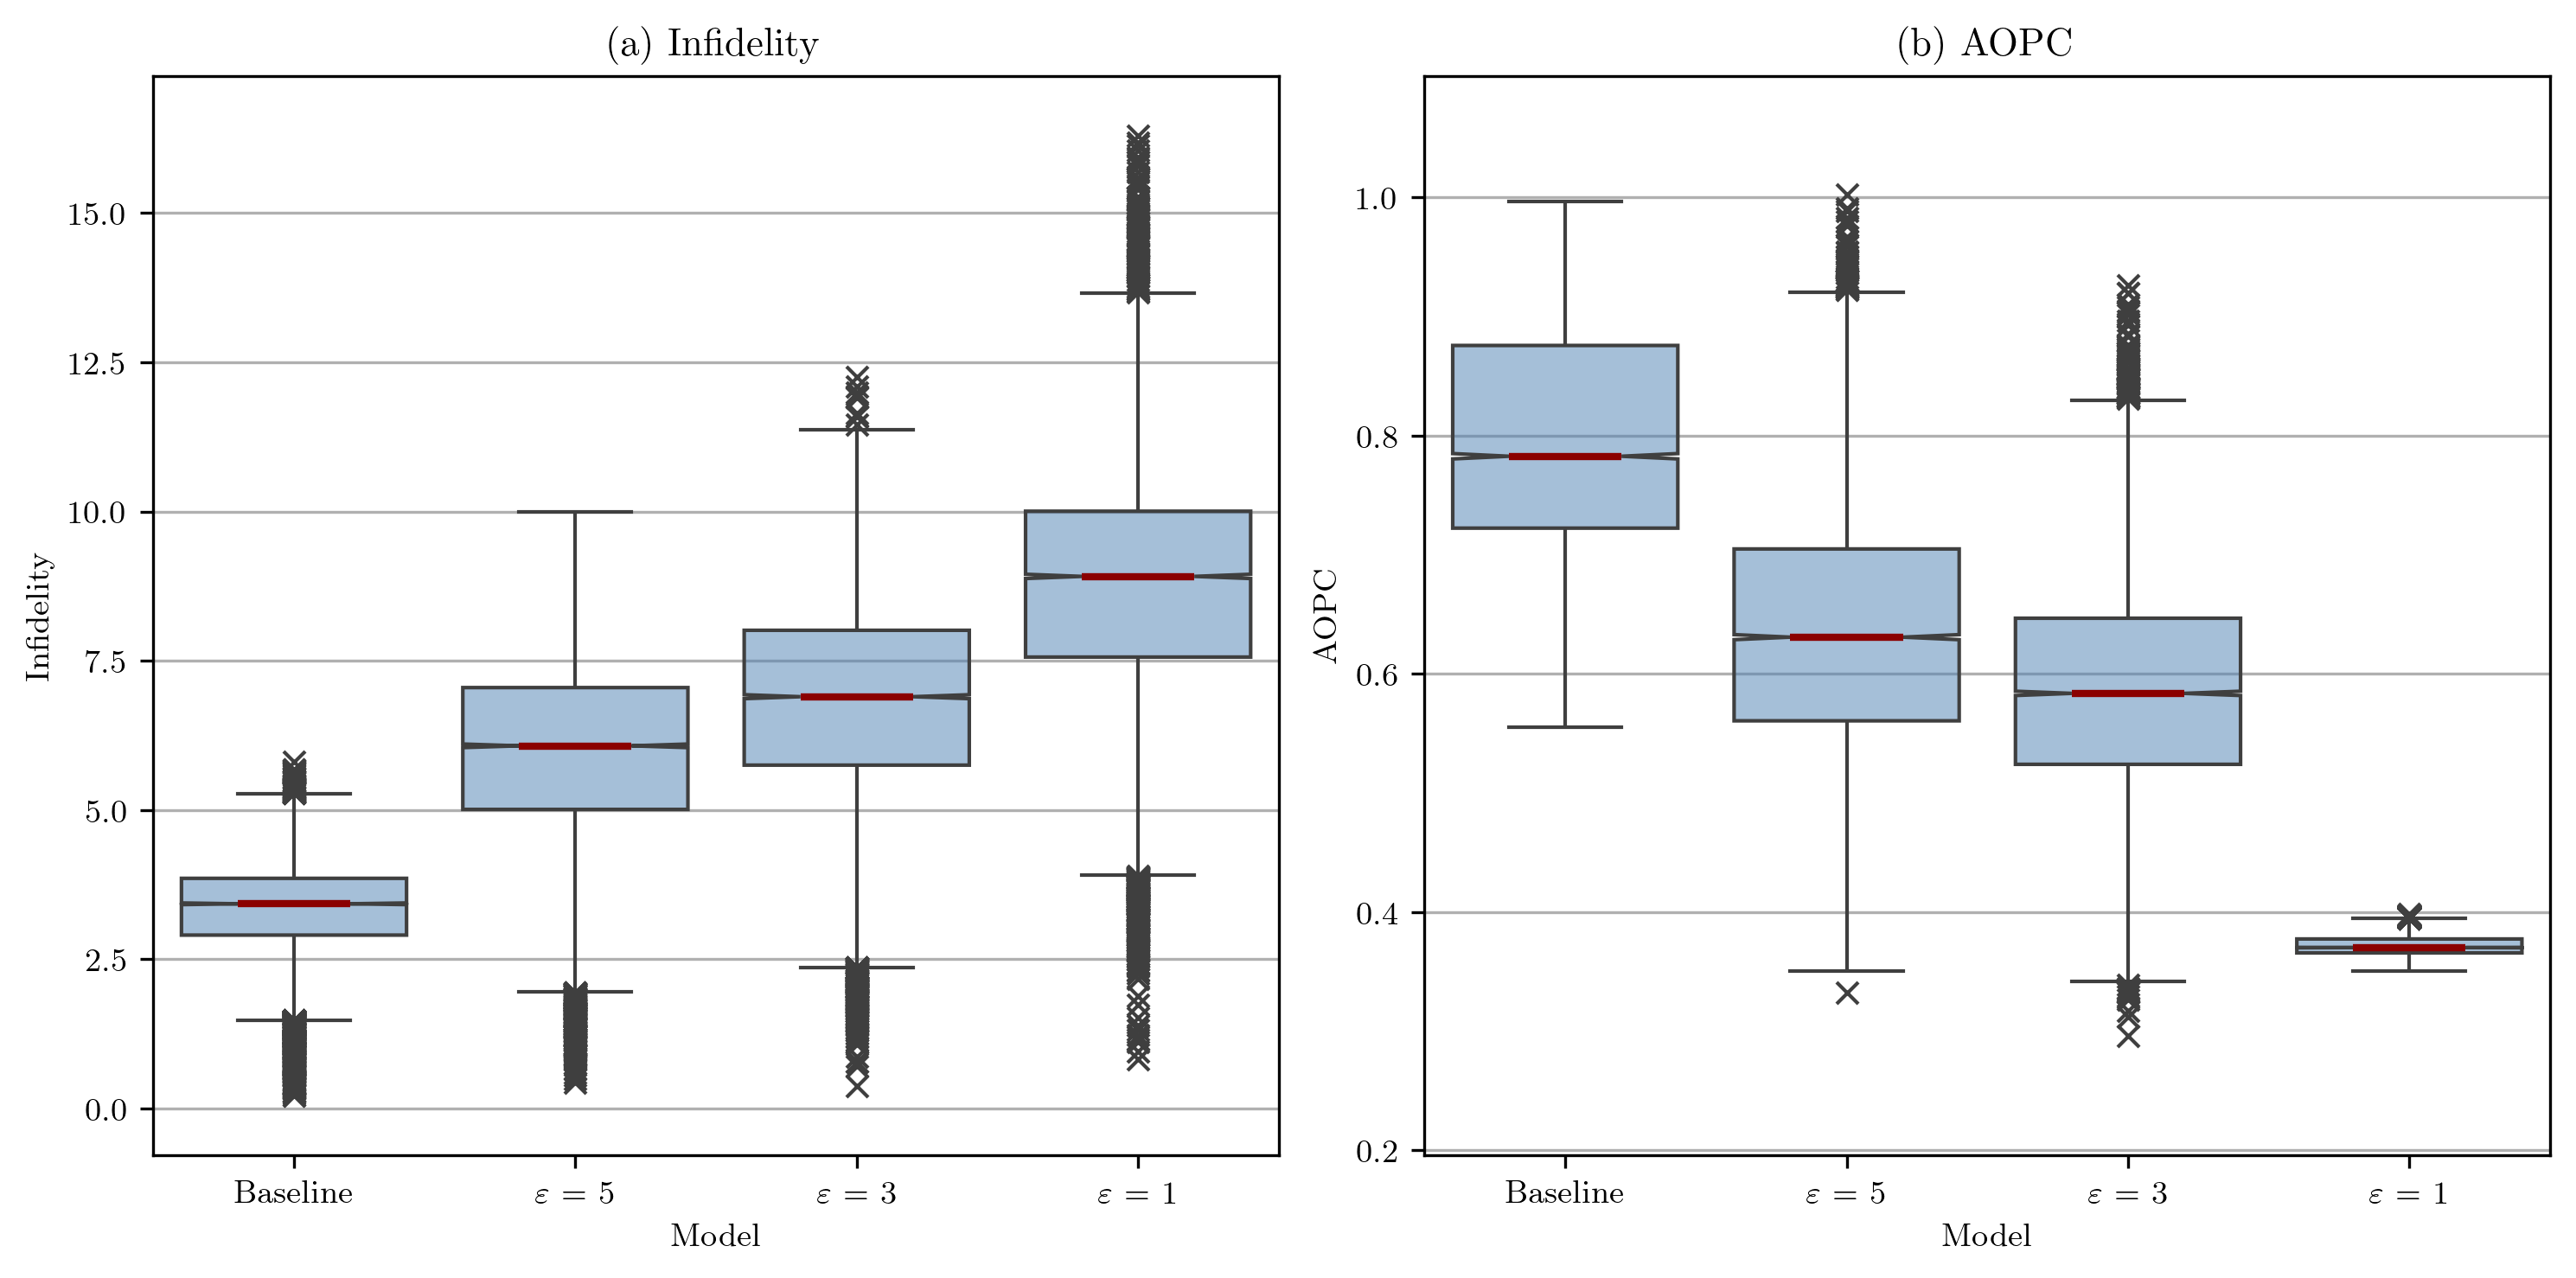 (a) Infidelity
Infidelity
15.0
12.5
10.0
7.5
5.0
2.5
0.0
Baseline
ε = 5
ε = 3
ε = 1
Model
(b) AOPC
AOPC
1.0
0.8
0.6
0.4
0.2
Baseline
ε = 5
ε = 3
ε = 1
Model